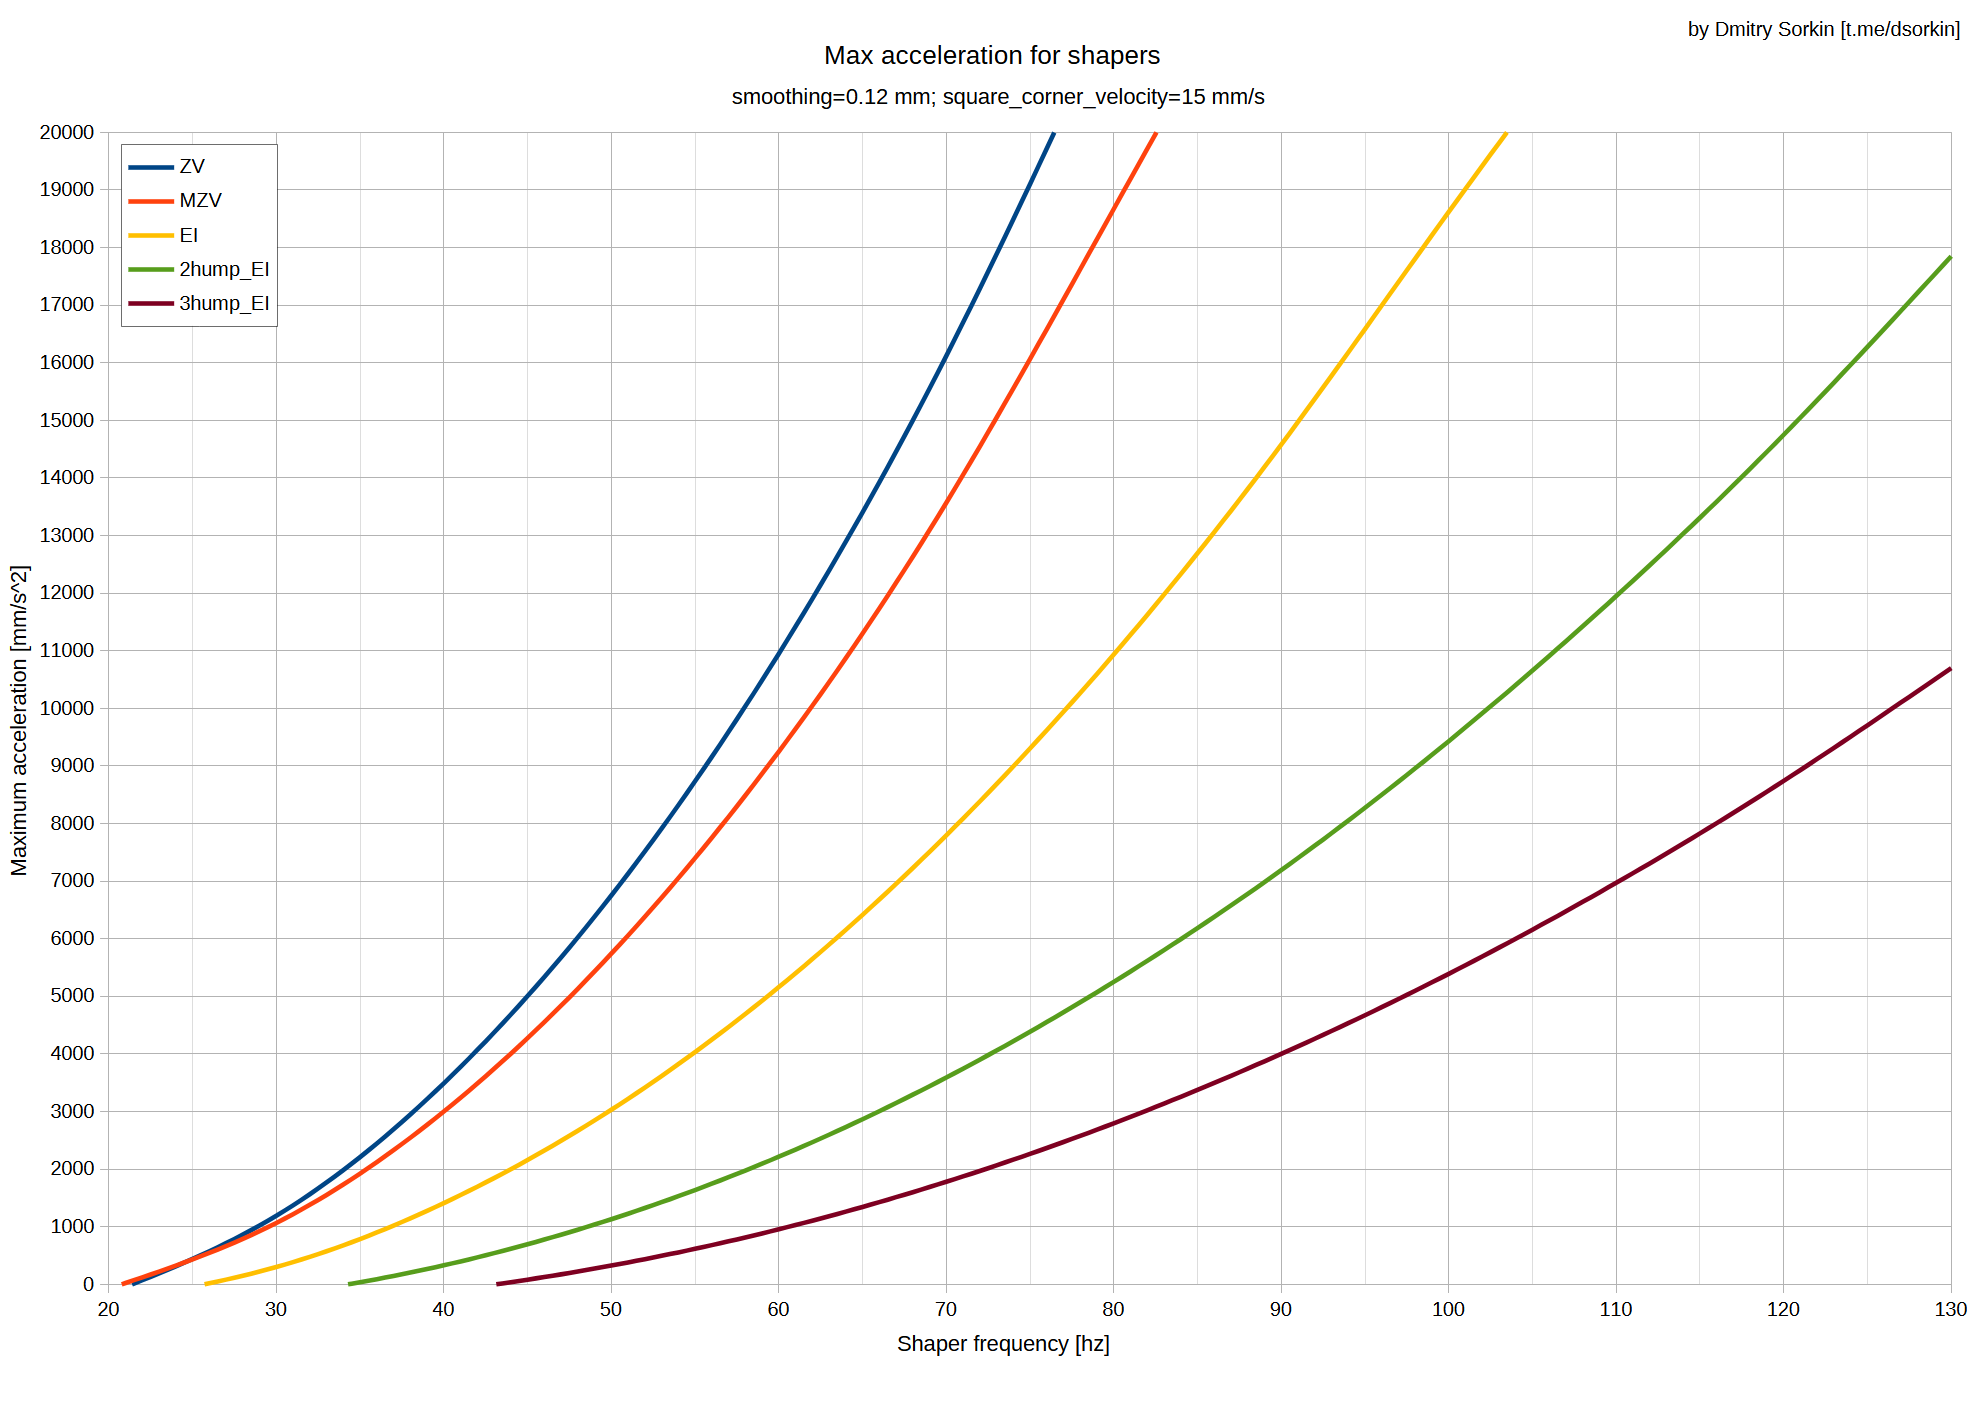 by Dmitry Sorkin [t.me/dsorkin]
Max acceleration for shapers
smoothing=0.12 mm; square_corner_velocity=15 mm/s
ZV
MZV
EI
2hump_EI
3hump_EI
Maximum acceleration [mm/s^2]
20000
19000
18000
17000
16000
15000
14000
13000
12000
11000
10000
9000
8000
7000
6000
5000
4000
3000
2000
1000
0
20 30 40 50 60 70 80 90 100 110 120 130
Shaper frequency [hz]